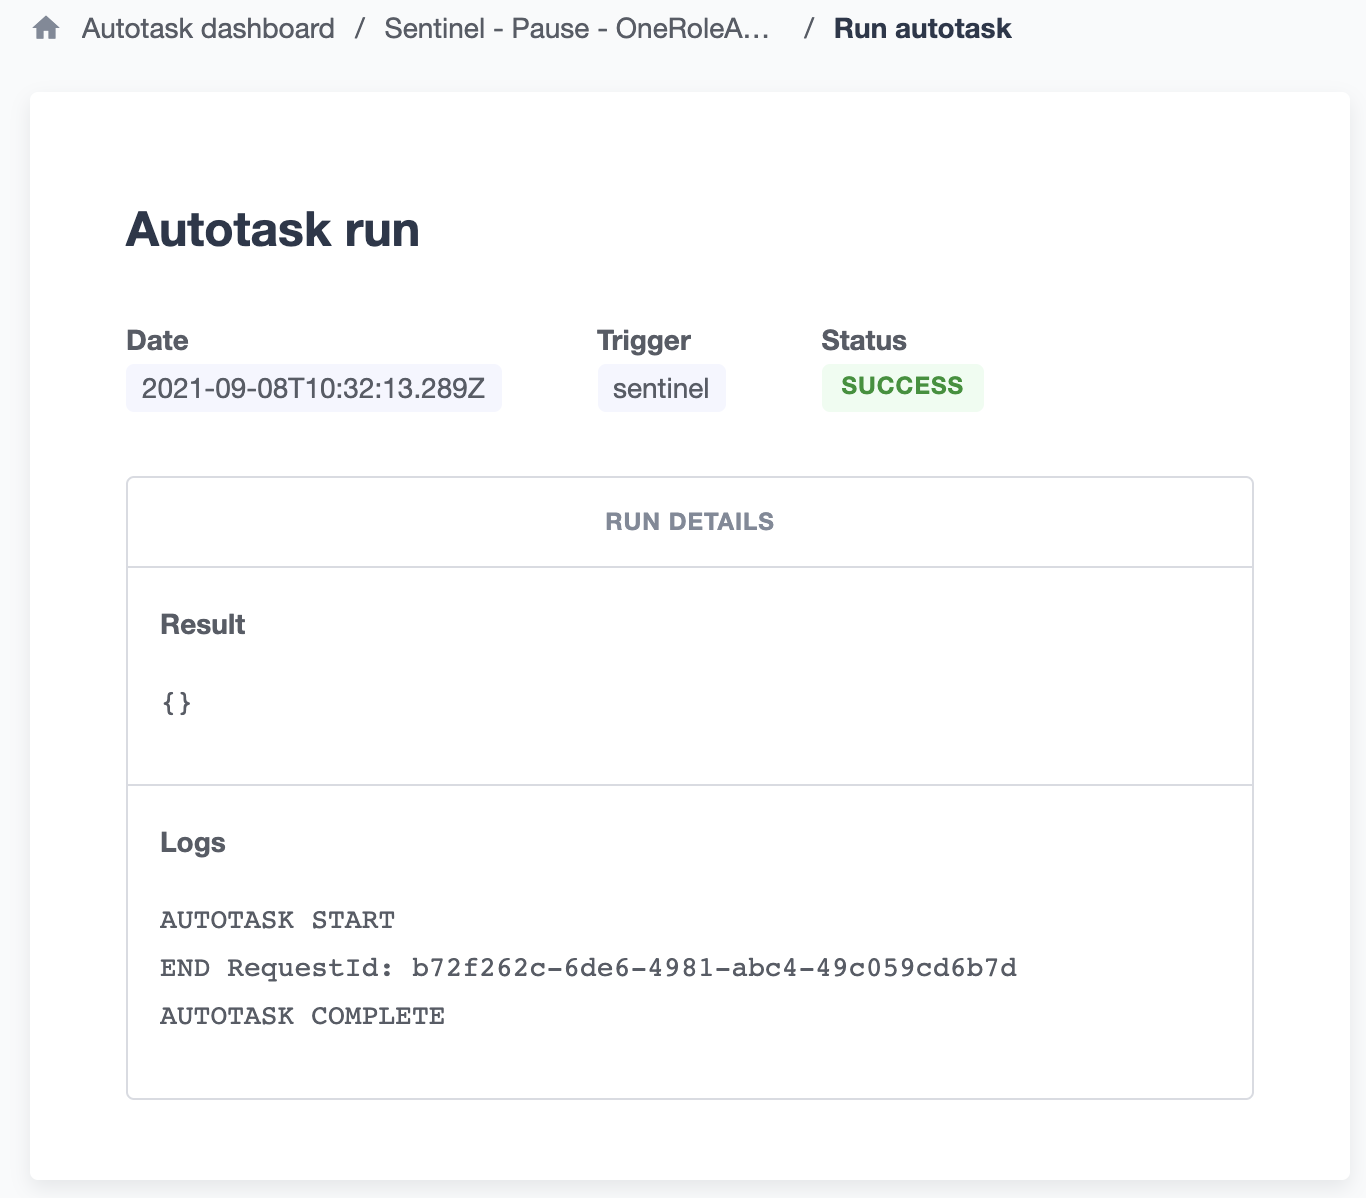 Autotask dashboard / Sentinel - Pause - OneRoleA... / Run autotask
Autotask run
Date Trigger Status
2021-09-08T10:32:13.289Z sentinel SUCCESS
RUN DETAILS
Result
{}
Logs
AUTOTASK START
END RequestId: b72f262c-6de6-4981-abc4-49c059cd6b7d
AUTOTASK COMPLETE